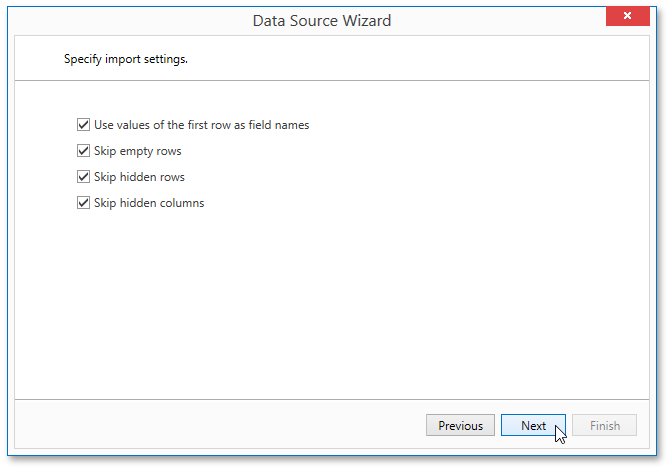 Data Source Wizard
Specify import settings.
Use values of the first row as field names
Skip empty rows
Skip hidden rows
Skip hidden columns
Previous
Next
Finish